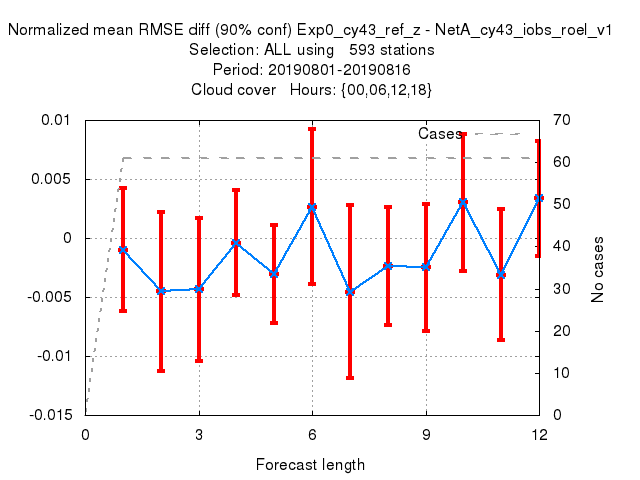 Normalized mean RMSE diff (90% conf) Exp0_cy43_ref_z - NetA_cy43_iobs_roel_v1
Selection: ALL using 593 stations
Period: 20190801-20190816
Cloud cover Hours: {00,06,12,18}
0.01
0.005
0
-0.005
-0.01
-0.015
Cases
70
60
50
40
30
20
10
0
No cases
0
3
6
9
12
Forecast length